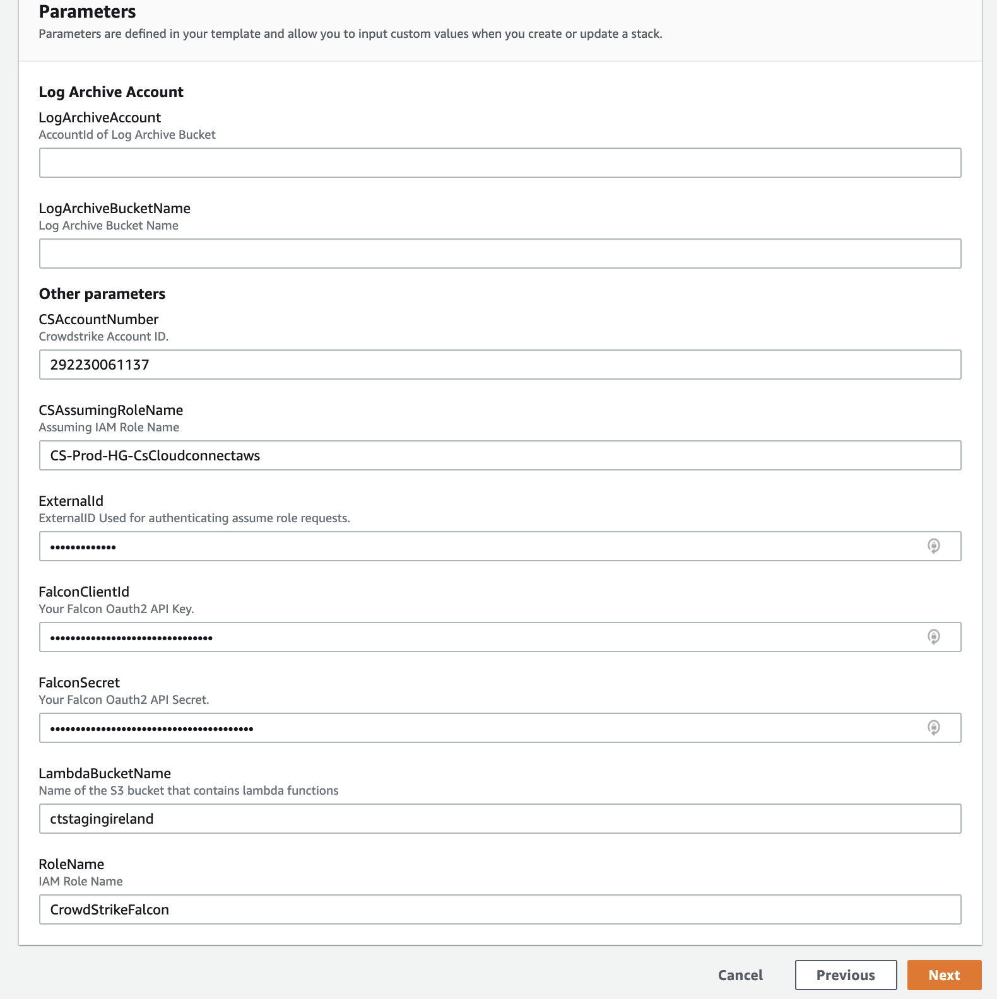 Parameters
Parameters are defined in your template and allow you to input custom values when you create or update a stack.
Log Archive Account
LogArchiveAccount
AccountId of Log Archive Bucket
LogArchiveBucketName
Log Archive Bucket Name
Other parameters
CSAccountNumber
Crowdstrike Account ID.
292230061137
CSAssumingRoleName
Assuming IAM Role Name
CS-Prod-HG-CsCloudconnectaws
ExternalId
ExternalID Used for authenticating assume role requests.
•••••••••••••
FalconClientId
Your Falcon Oauth2 API Key.
••••••••••••••••••••••••••••••••
FalconSecret
Your Falcon Oauth2 API Secret.
••••••••••••••••••••••••••••••••••••••••
LambdaBucketName
Name of the S3 bucket that contains lambda functions
ctstagingireland
RoleName
IAM Role Name
CrowdStrikeFalcon
Cancel Previous Next